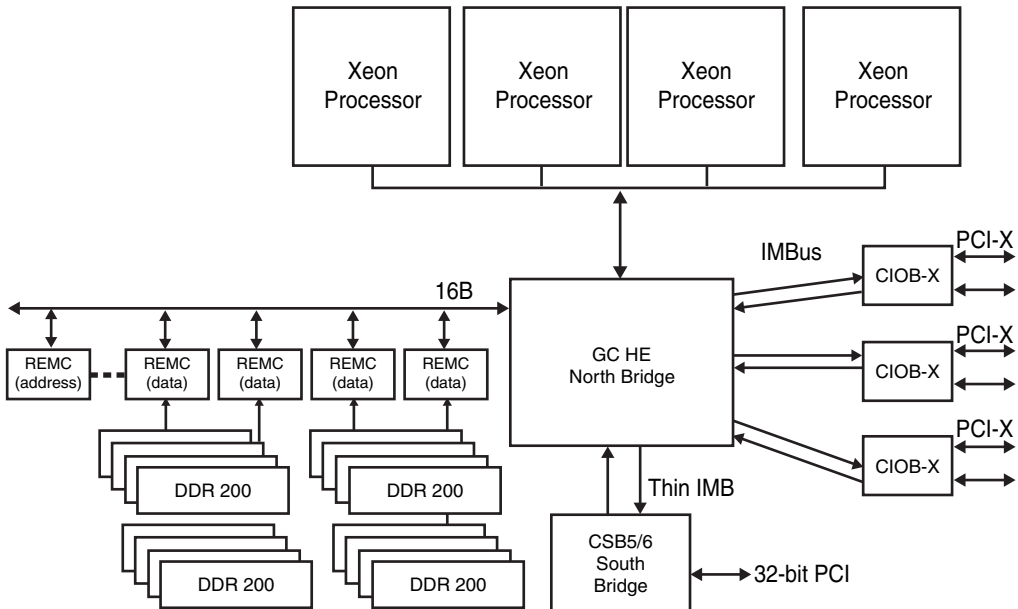 Xeon
Processor
Xeon
Processor
Xeon
Processor
Xeon
Processor
IMBus
PCI-X
CIOB-X
16B
REMC
(address)
REMC
(data)
REMC
(data)
REMC
(data)
REMC
(data)
GC HE
North Bridge
PCI-X
CIOB-X
PCI-X
CIOB-X
DDR 200
DDR 200
Thin IMB
DDR 200
DDR 200
CSB5/6
South
Bridge
32-bit PCI